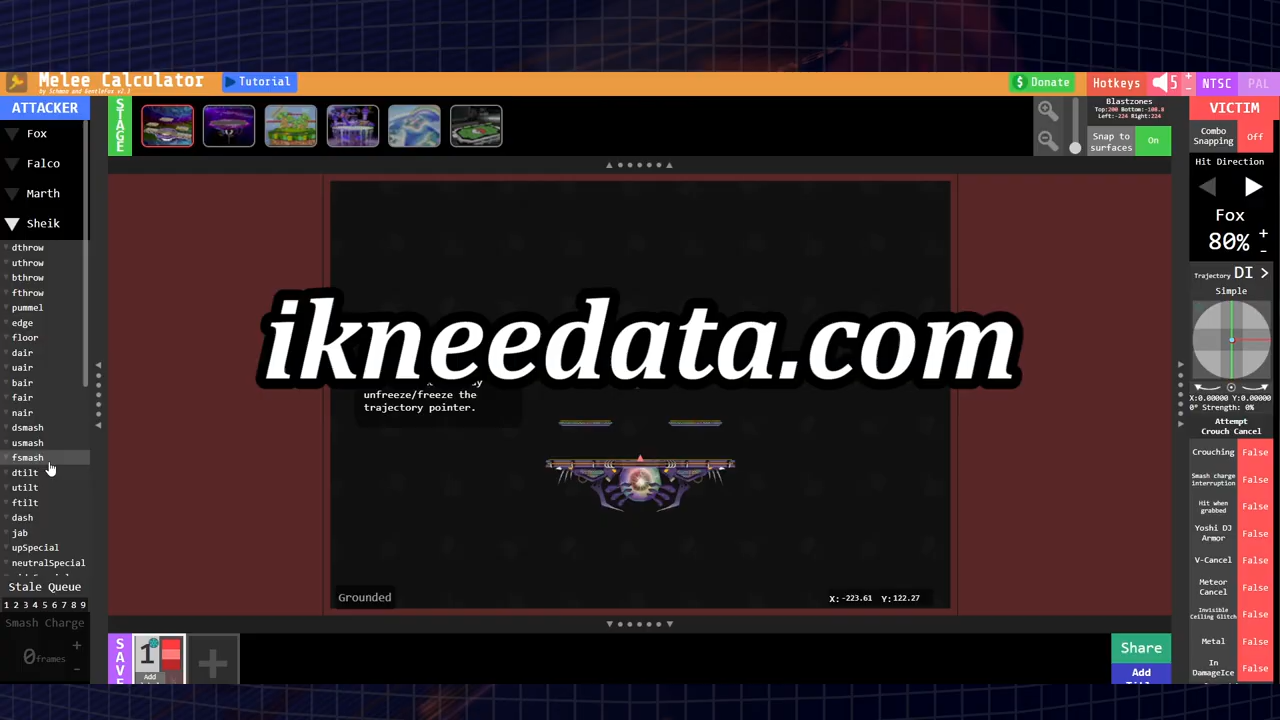 Melee Calculator
by Schmoo and GentleFox v2.3
Tutorial
Donate
Hotkeys
5
+
-
NTSC
PAL
ATTACKER
Fox
Falco
Marth
Sheik
dthrow
uthrow
bthrow
fthrow
pummel
edge
floor
dair
uair
bair
fair
nair
dsmash
usmash
fsmash
dtilt
utilt
ftilt
dash
jab
upSpecial
neutralSpecial
Stale Queue
1 2 3 4 5 6 7 8 9
Smash Charge
0frames
+
-
STAGE
Blastzones
Top:200 Bottom:-108.8
Left:-224 Right:224
Snap to
surfaces
On
ikneedata.com
unfreeze/freeze the
trajectory pointer.
Grounded
X:-223.61 Y:122.27
SAVE
1
Add
+
Share
Add
VICTIM
Combo
Snapping
Off
Hit Direction
Fox
80%
+
-
Trajectory DI >
Simple
X:0.00000 Y:0.00000
0° Strength: 0%
Attempt
Crouch Cancel
Crouching False
Smash charge
interruption False
Hit when
grabbed False
Yoshi DJ
Armor False
V-Cancel False
Meteor
Cancel False
Invisible
Ceiling Glitch False
Metal False
In
DamageIce False